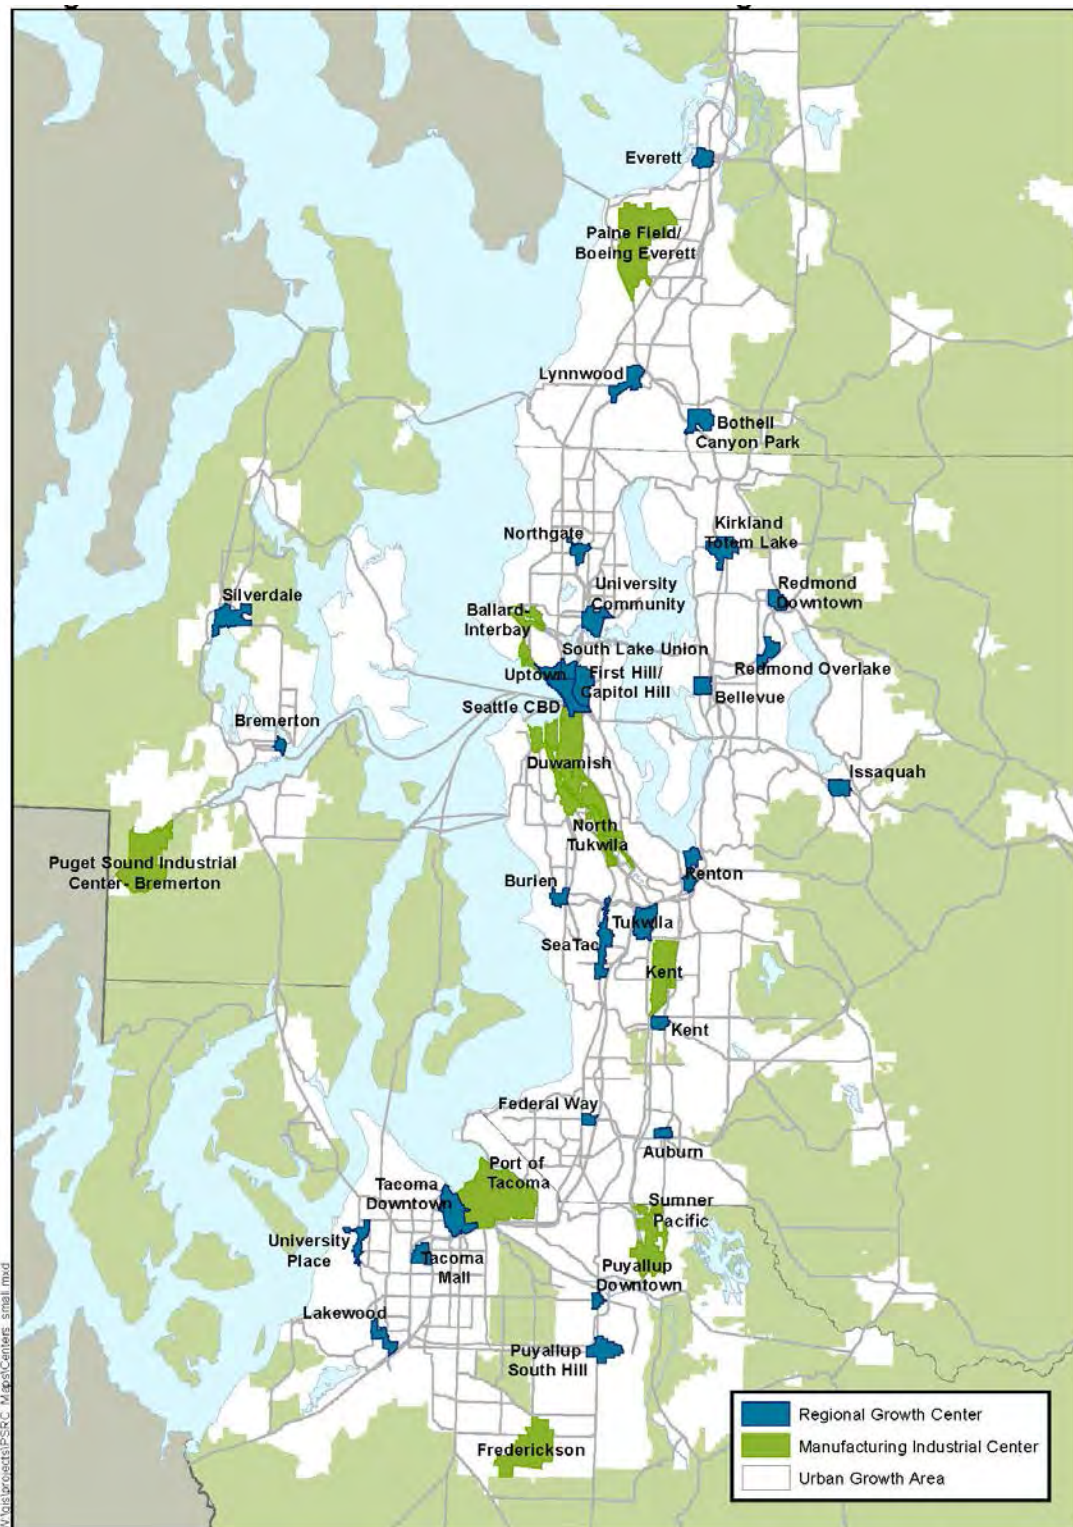 Everett
Paine Field/
Boeing Everett
Lynnwood
Bothell
Canyon Park
Northgate
Kirkland
Totem Lake
University
Community
Redmond
Downtown
Silverdale
Ballard-
Interbay
South Lake Union
Redmond Overlake
Uptown
First Hill/
Capitol Hill
Bellevue
Seattle CBD
Bremerton
Duwamish
Issaquah
North
Tukwila
Puget Sound Industrial
Center- Bremerton
Renton
Burien
Tukwila
SeaTac
Kent
Kent
Federal Way
Auburn
Port of
Tacoma
Tacoma
Downtown
Sumner
Pacific
University
Place
Tacoma
Mall
Puyallup
Downtown
Lakewood
Puyallup
South Hill
Frederickson
Regional Growth Center
Manufacturing Industrial Center
Urban Growth Area